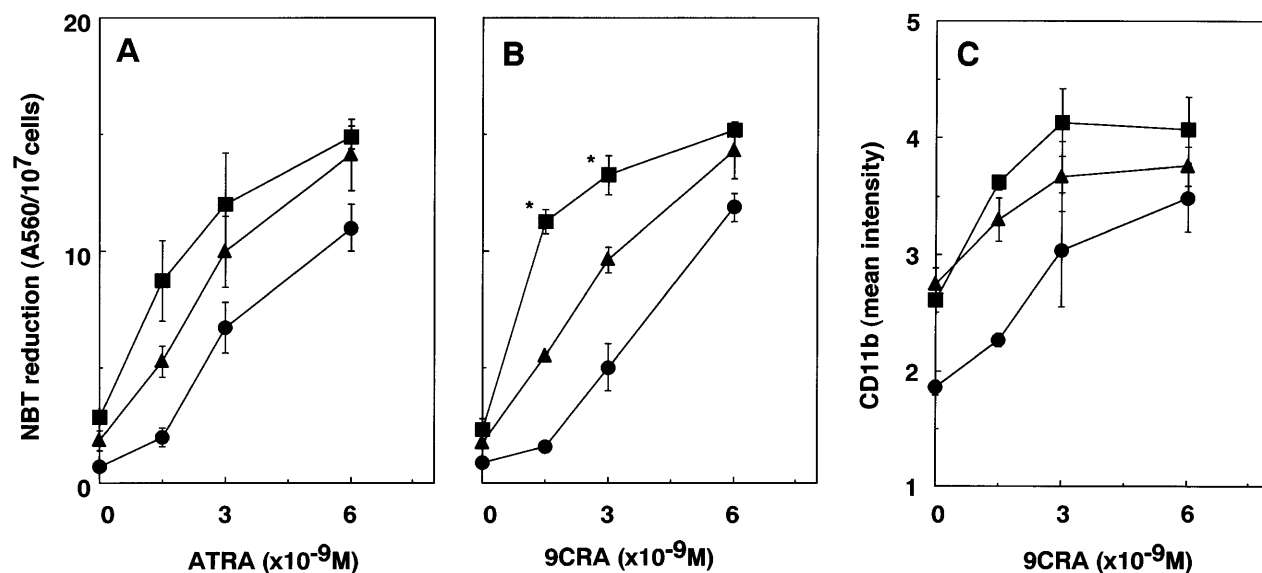 A
B
C
20
10
0
NBT reduction (A560/10⁷cells)
0 3 6
ATRA (x10⁻⁹M)
*
*
0 3 6
9CRA (x10⁻⁹M)
5
4
3
2
1
CD11b (mean intensity)
0 3 6
9CRA (x10⁻⁹M)